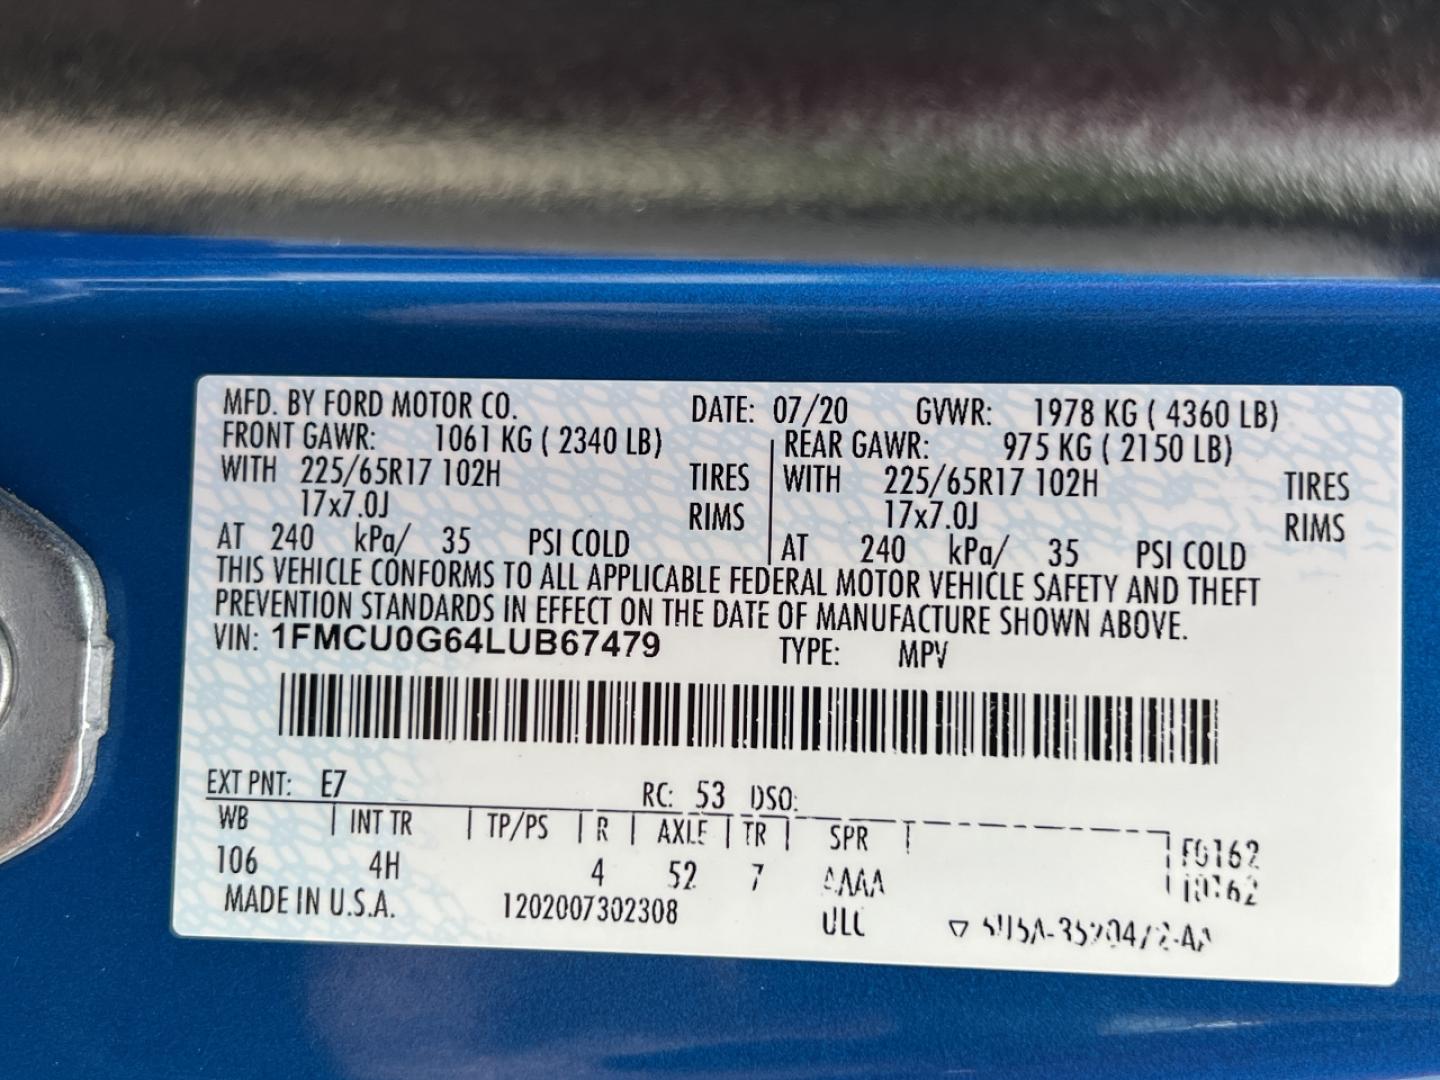 MFD. BY FORD MOTOR CO. DATE: 07/20 GVWR: 1978 KG ( 4360 LB)
FRONT GAWR: 1061 KG ( 2340 LB) REAR GAWR: 975 KG ( 2150 LB)
WITH 225/65R17 102H TIRES WITH 225/65R17 102H TIRES
17x7.0J RIMS 17x7.0J RIMS
AT 240 kPa/ 35 PSI COLD AT 240 kPa/ 35 PSI COLD
THIS VEHICLE CONFORMS TO ALL APPLICABLE FEDERAL MOTOR VEHICLE SAFETY AND THEFT
PREVENTION STANDARDS IN EFFECT ON THE DATE OF MANUFACTURE SHOWN ABOVE.
VIN: 1FMCU0G64LUB67479 TYPE: MPV
EXT PNT: E7 RC: 53 DSO:
WB INT TR TP/PS R AXLE TR SPR
106 4H 4 52 7 AAAA
MADE IN U.S.A. 1202007302308 ULC